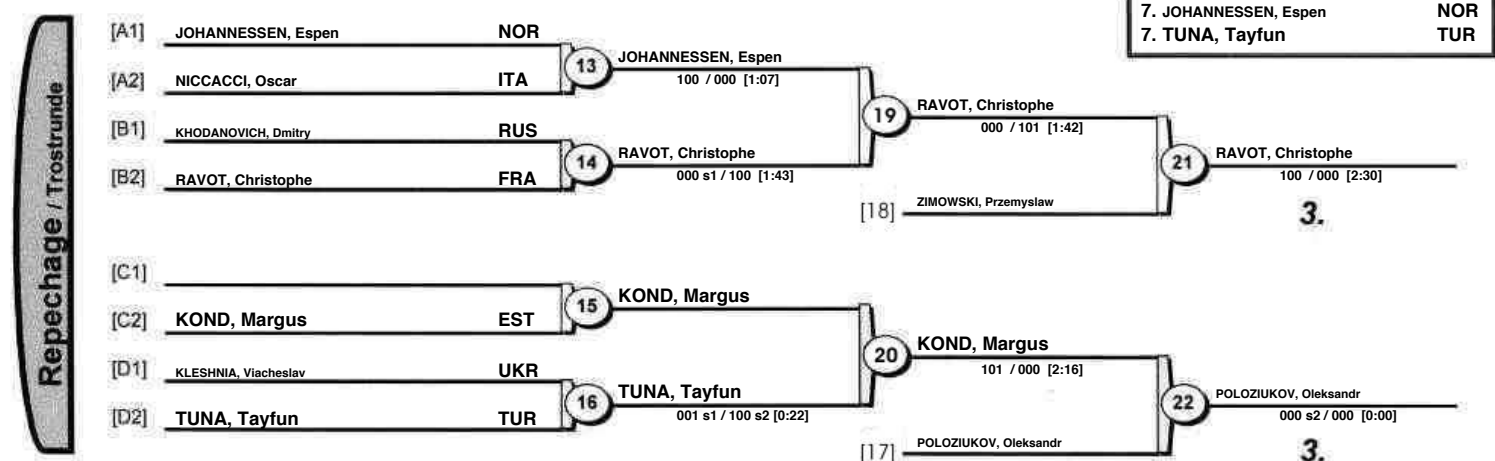 7. JOHANNESSEN, Espen NOR
7. TUNA, Tayfun TUR
Repechage / Trostrunde
[A1] JOHANNESSEN, Espen NOR
13 JOHANNESSEN, Espen
100 / 000 [1:07]
[A2] NICCACCI, Oscar ITA
19 RAVOT, Christophe
000 / 101 [1:42]
[B1] KHODANOVICH, Dmitry RUS
14 RAVOT, Christophe
000 s1 / 100 [1:43]
[B2] RAVOT, Christophe FRA
21 RAVOT, Christophe
100 / 000 [2:30]
[18] ZIMOWSKI, Przemyslaw
3.
[C1]
15 KOND, Margus
[C2] KOND, Margus EST
20 KOND, Margus
101 / 000 [2:16]
[D1] KLESHNIA, Viacheslav UKR
16 TUNA, Tayfun
001 s1 / 100 s2 [0:22]
[D2] TUNA, Tayfun TUR
22 POLOZIUKOV, Oleksandr
000 s2 / 000 [0:00]
[17] POLOZIUKOV, Oleksandr
3.